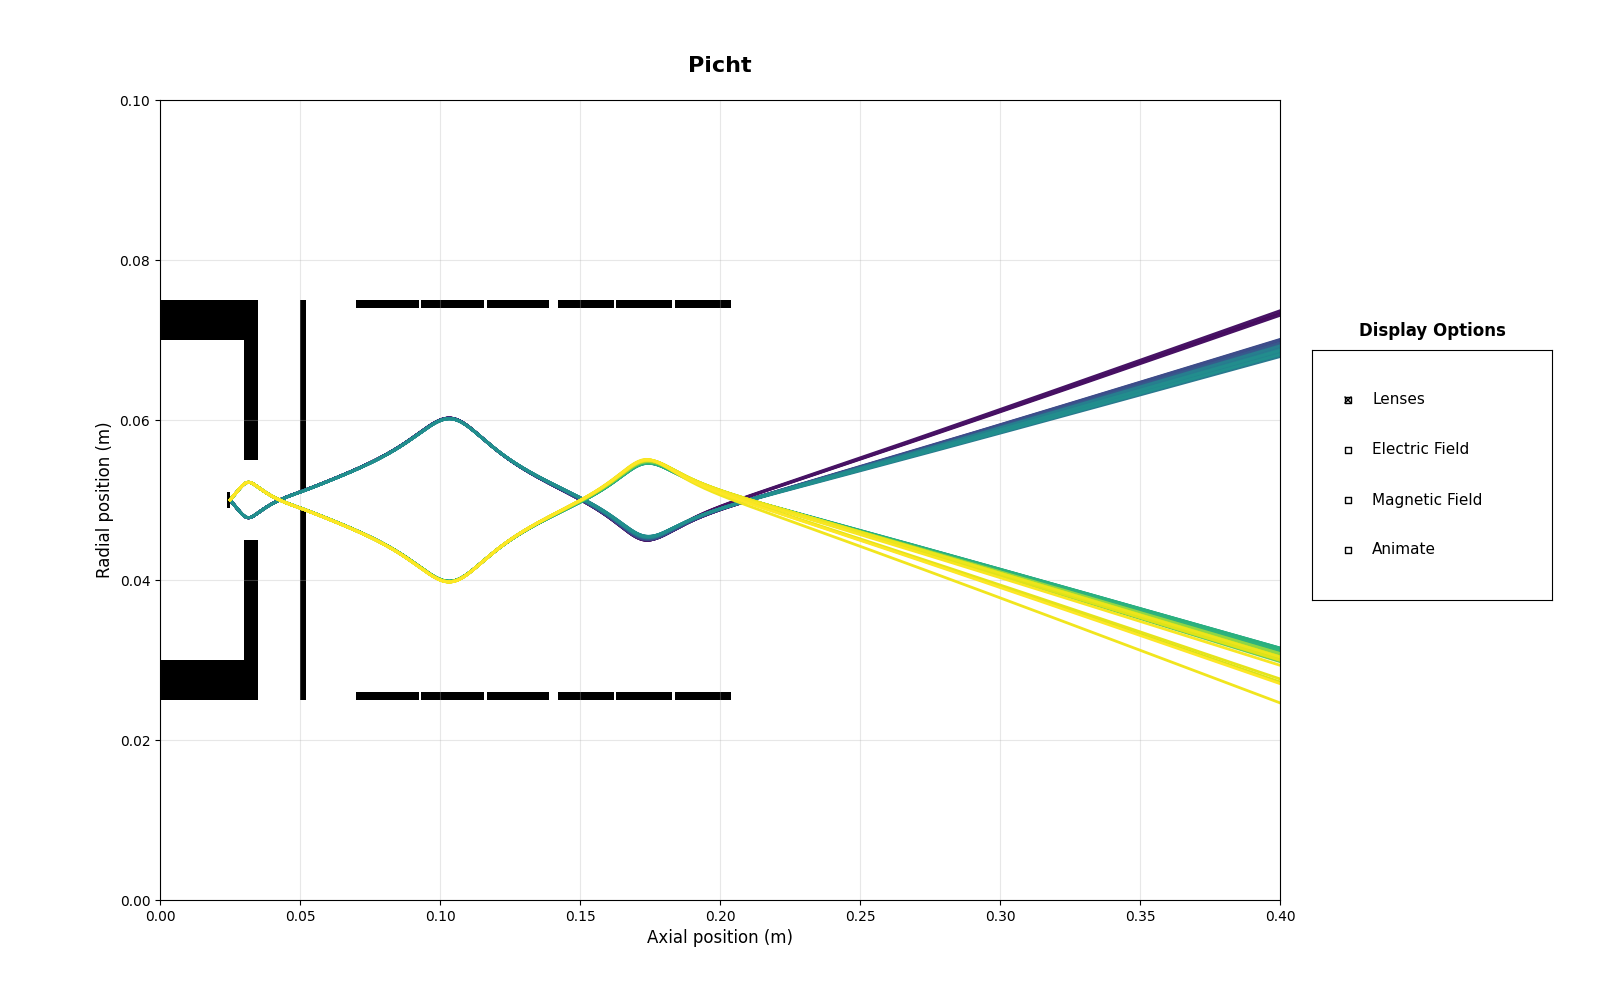 Picht
0.10
0.08
0.06
0.04
0.02
0.00
Radial position (m)
0.00 0.05 0.10 0.15 0.20 0.25 0.30 0.35 0.40
Axial position (m)
Display Options
Lenses
Electric Field
Magnetic Field
Animate